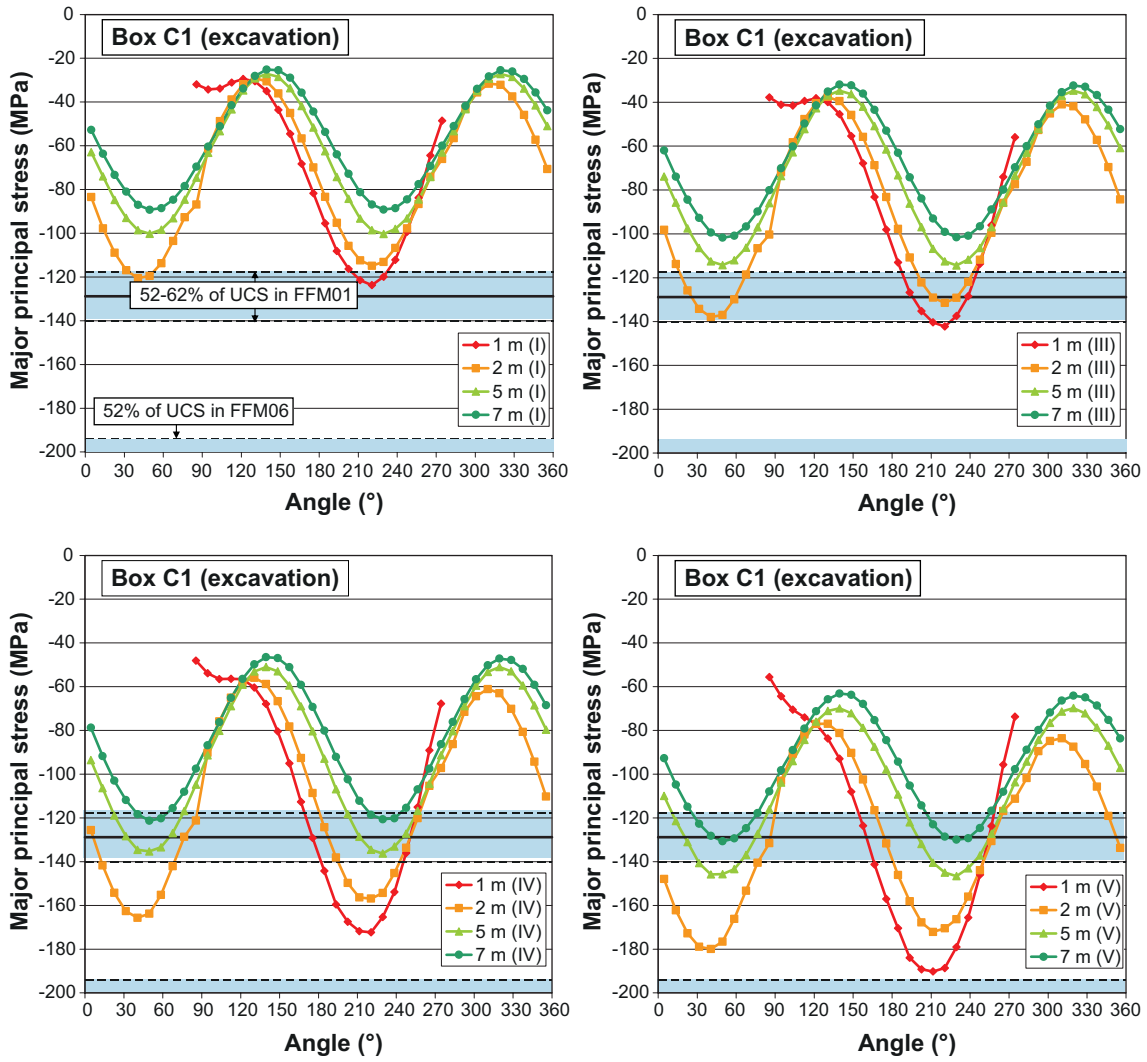 Box C1 (excavation)
Major principal stress (MPa)
0
-20
-40
-60
-80
-100
-120
-140
-160
-180
-200
52-62% of UCS in FFM01
52% of UCS in FFM06
1 m (I)
2 m (I)
5 m (I)
7 m (I)
0 30 60 90 120 150 180 210 240 270 300 330 360
Angle (°)
Box C1 (excavation)
Major principal stress (MPa)
0
-20
-40
-60
-80
-100
-120
-140
-160
-180
-200
1 m (III)
2 m (III)
5 m (III)
7 m (III)
0 30 60 90 120 150 180 210 240 270 300 330 360
Angle (°)
Box C1 (excavation)
Major principal stress (MPa)
0
-20
-40
-60
-80
-100
-120
-140
-160
-180
-200
1 m (IV)
2 m (IV)
5 m (IV)
7 m (IV)
0 30 60 90 120 150 180 210 240 270 300 330 360
Angle (°)
Box C1 (excavation)
Major principal stress (MPa)
0
-20
-40
-60
-80
-100
-120
-140
-160
-180
-200
1 m (V)
2 m (V)
5 m (V)
7 m (V)
0 30 60 90 120 150 180 210 240 270 300 330 360
Angle (°)